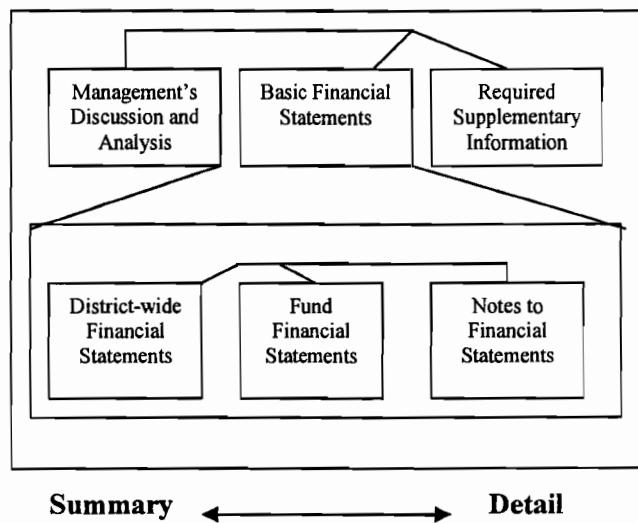 Management's
Discussion and
Analysis
Basic Financial
Statements
Required
Supplementary
Information
District-wide
Financial
Statements
Fund
Financial
Statements
Notes to
Financial
Statements
Summary
Detail